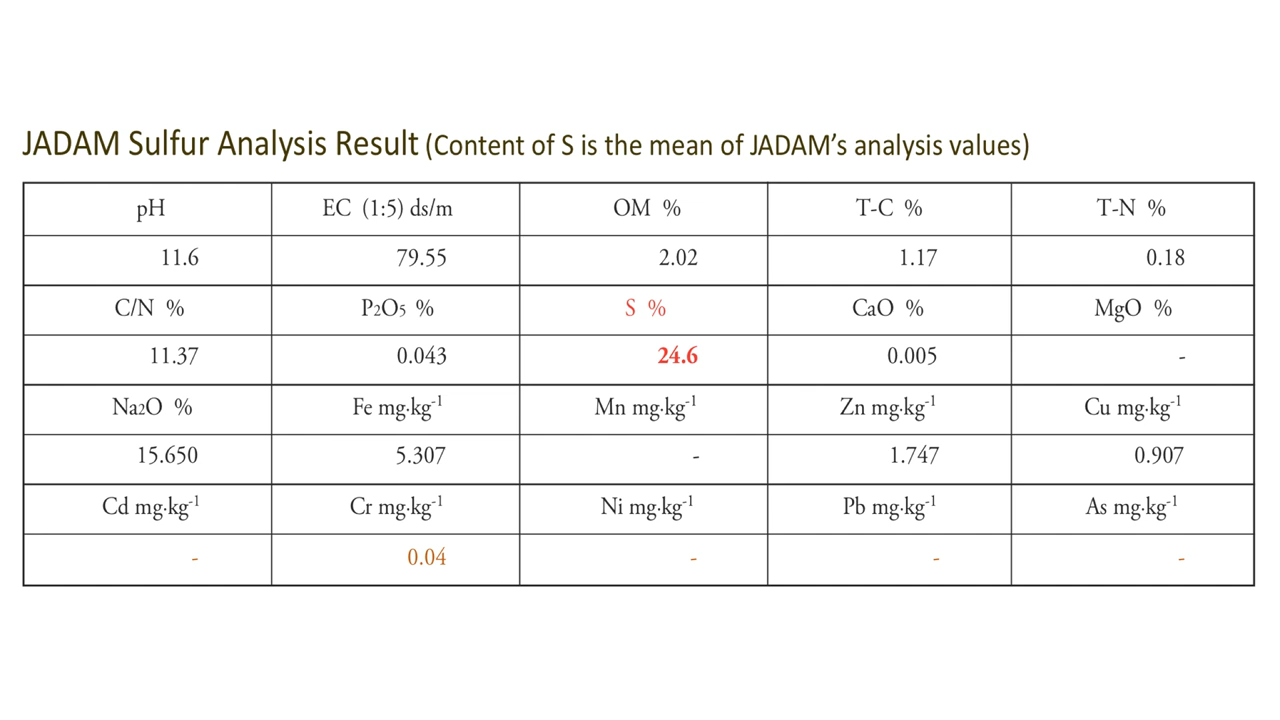 JADAM Sulfur Analysis Result (Content of S is the mean of JADAM's analysis values)
pH EC (1:5) ds/m OM % T-C % T-N %
11.6 79.55 2.02 1.17 0.18
C/N % P2O5 % S % CaO % MgO %
11.37 0.043 24.6 0.005 -
Na2O % Fe mg·kg-1 Mn mg·kg-1 Zn mg·kg-1 Cu mg·kg-1
15.650 5.307 - 1.747 0.907
Cd mg·kg-1 Cr mg·kg-1 Ni mg·kg-1 Pb mg·kg-1 As mg·kg-1
- 0.04 - - -